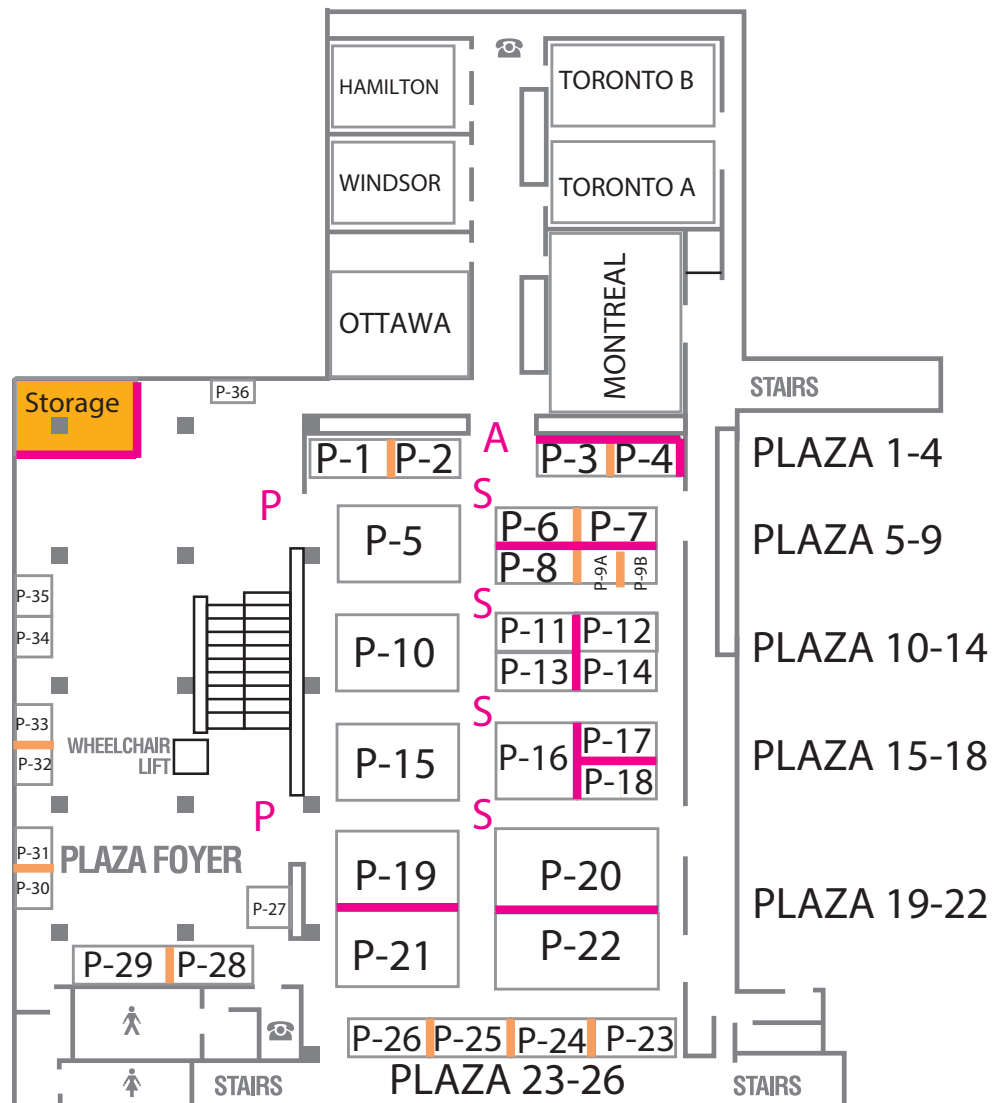 HAMILTON
TORONTO B
WINDSOR
TORONTO A
OTTAWA
MONTREAL
Storage
P-36
STAIRS
A
P-1 P-2
P-3 P-4
PLAZA 1-4
P
S
P-5
P-6 P-7
P-8 P-9A P-9B
PLAZA 5-9
P-35
P-34
S
P-10
P-11 P-12
P-13 P-14
PLAZA 10-14
P-33
P-32
WHEELCHAIR
LIFT
S
P-15
P-16
P-17
P-18
PLAZA 15-18
P
S
P-31
P-30
PLAZA FOYER
P-27
P-19
P-20
PLAZA 19-22
P-21
P-22
P-29 P-28
P-26 P-25 P-24 P-23
STAIRS
PLAZA 23-26
STAIRS